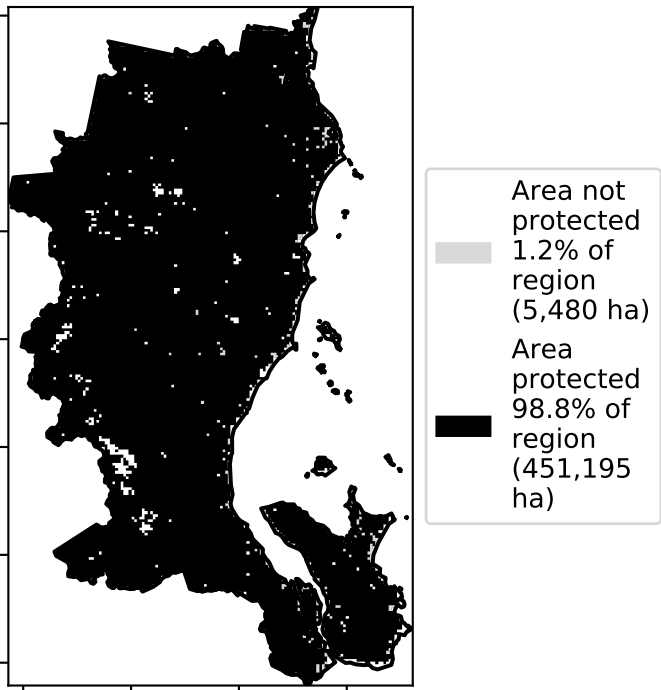 Area not
protected
1.2% of
region
(5,480 ha)
Area
protected
98.8% of
region
(451,195
ha)